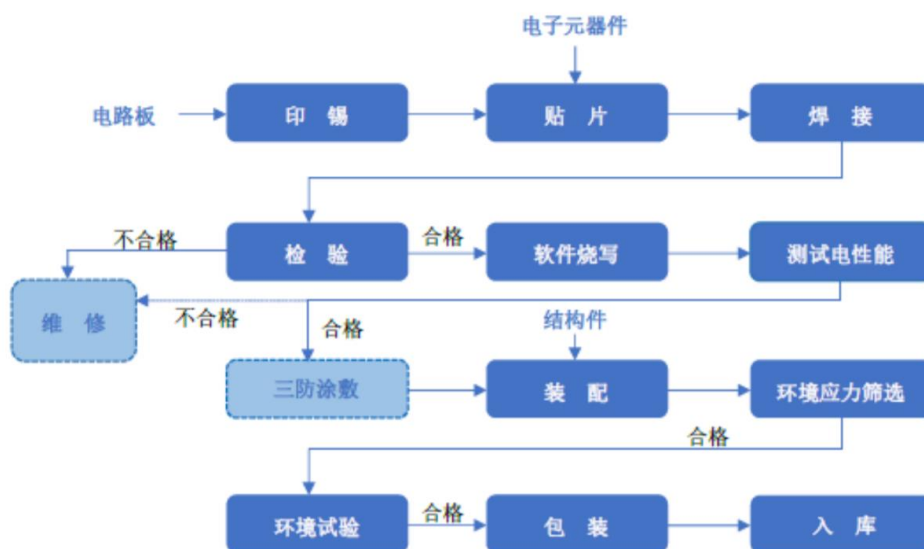 电子元器件
电路板
印 锡
贴 片
焊 接
不合格
检 验
合格
软件烧写
测试电性能
维 修
不合格
合格
结构件
三防涂敷
装 配
环境应力筛选
合格
环境试验
合格
包 装
入 库